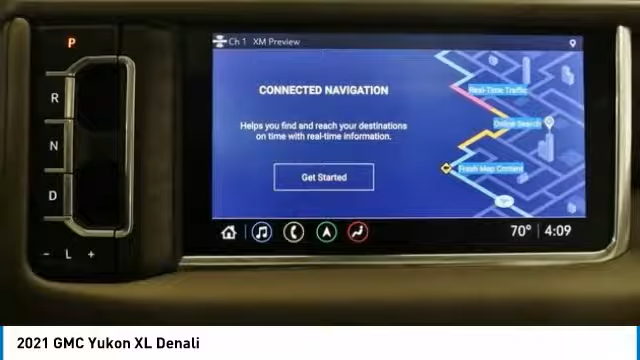 P
R
N
D
− L +
Ch 1 XM Preview
CONNECTED NAVIGATION
Helps you find and reach your destinations
on time with real-time information.
Get Started
Real-Time Traffic
Online Search
Fresh Map Content
70° 4:09
2021 GMC Yukon XL Denali